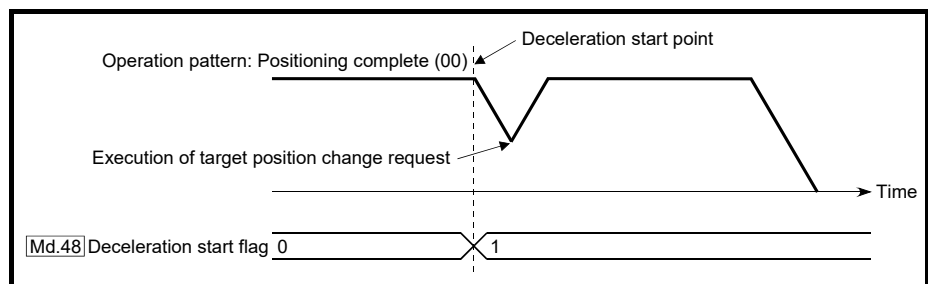 Deceleration start point
Operation pattern: Positioning complete (00)
Execution of target position change request
Time
Md.48 Deceleration start flag 0 1